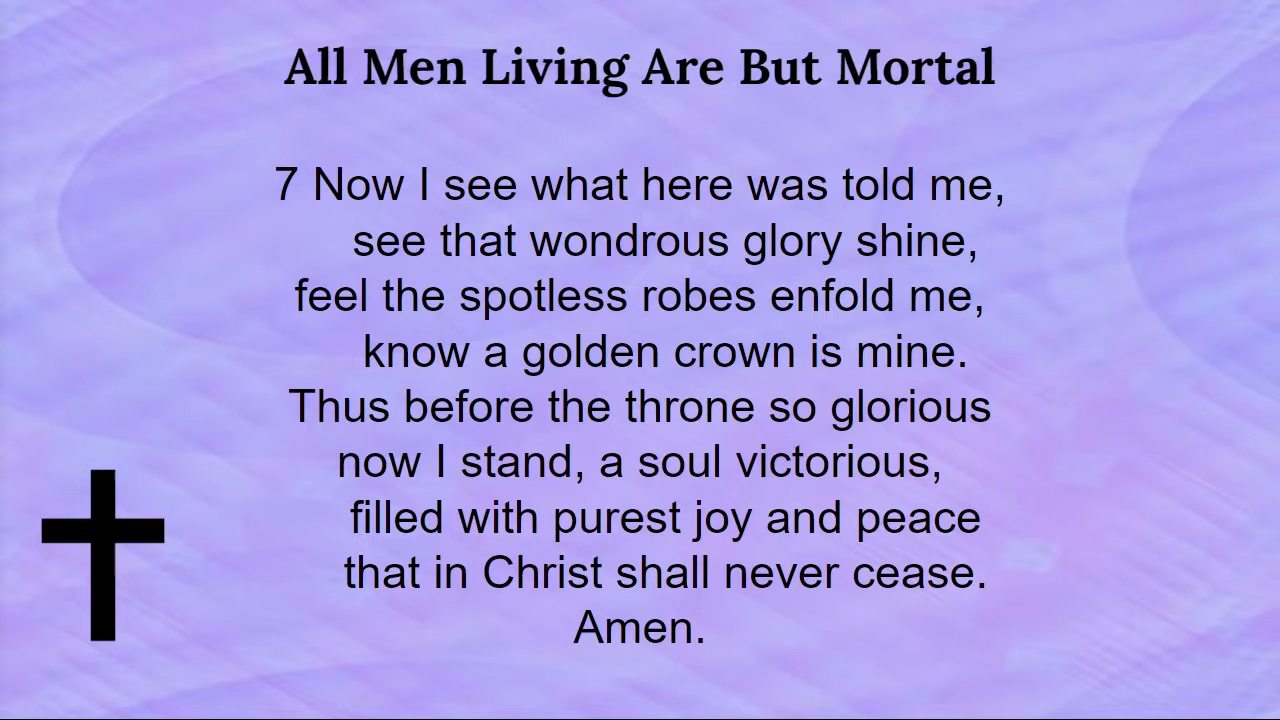 All Men Living Are But Mortal
7 Now I see what here was told me,
see that wondrous glory shine,
feel the spotless robes enfold me,
know a golden crown is mine.
Thus before the throne so glorious
now I stand, a soul victorious,
filled with purest joy and peace
that in Christ shall never cease.
Amen.